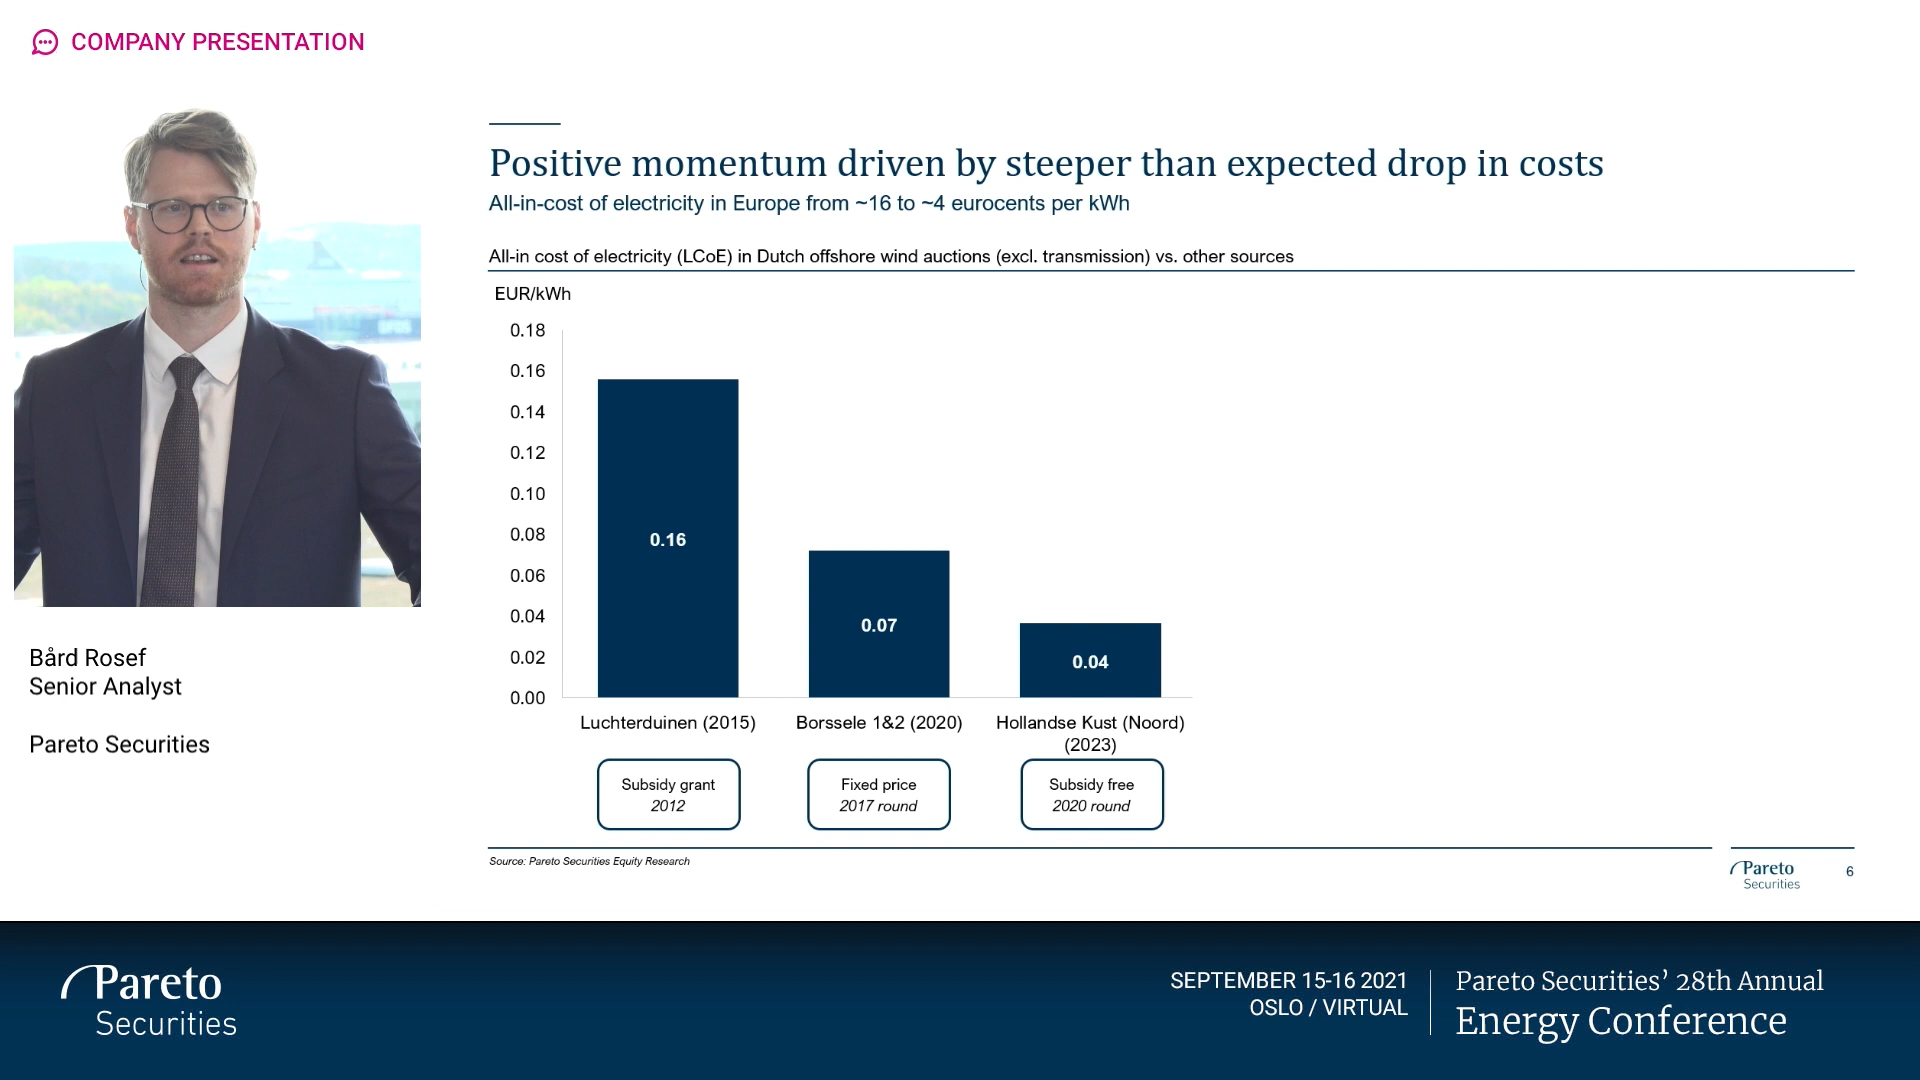 COMPANY PRESENTATION
Positive momentum driven by steeper than expected drop in costs
All-in-cost of electricity in Europe from ~16 to ~4 eurocents per kWh
All-in cost of electricity (LCoE) in Dutch offshore wind auctions (excl. transmission) vs. other sources
EUR/kWh
0.18
0.16
0.14
0.12
0.10
0.08
0.06
0.04
0.02
0.00
0.16
0.07
0.04
Luchterduinen (2015)
Borssele 1&2 (2020)
Hollandse Kust (Noord)
(2023)
Subsidy grant
2012
Fixed price
2017 round
Subsidy free
2020 round
Source: Pareto Securities Equity Research
Pareto
Securities
6
Bård Rosef
Senior Analyst
Pareto Securities
Pareto
Securities
SEPTEMBER 15-16 2021
OSLO / VIRTUAL
Pareto Securities’ 28th Annual
Energy Conference